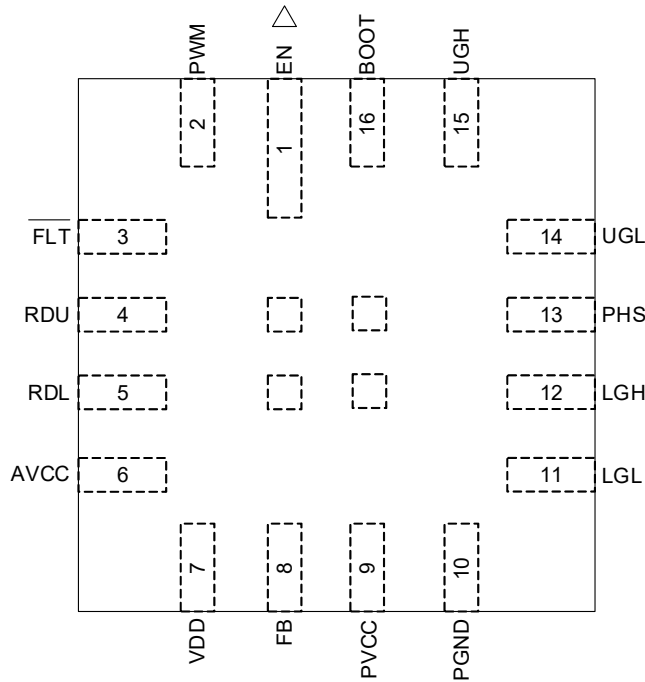 PWM
EN
BOOT
UGH
2
1
16
15
FLT
3
14
UGL
RDU
4
13
PHS
RDL
5
12
LGH
AVCC
6
11
LGL
7
8
9
10
VDD
FB
PVCC
PGND